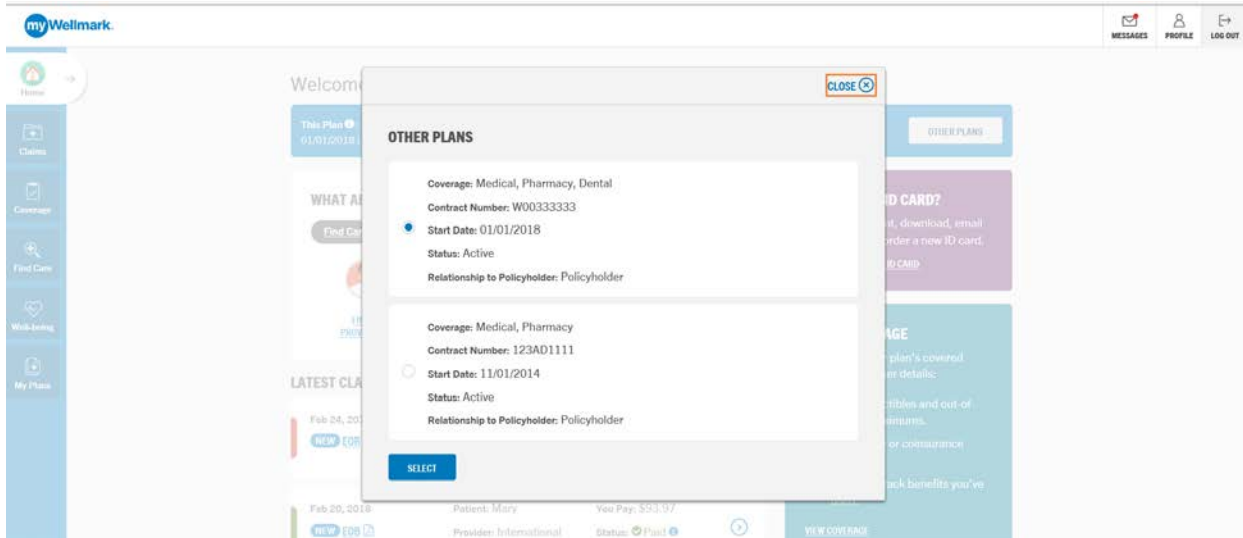 myWellmark.
MESSAGES
PROFILE
LOG OUT
Home
Claims
Coverage
Find Care
Well-being
My Plans
Welcom
This Plan
01/01/2018
OTHER PLANS
CLOSE
OTHER PLANS
Coverage: Medical, Pharmacy, Dental
Contract Number: W00333333
Start Date: 01/01/2018
Status: Active
Relationship to Policyholder: Policyholder
Coverage: Medical, Pharmacy
Contract Number: 123AD1111
Start Date: 11/01/2014
Status: Active
Relationship to Policyholder: Policyholder
SELECT
WHAT A
Find Car
LATEST CLA
Feb 24, 20
NEW EOB
Feb 20, 2018
NEW EOB
Patient: Mary
Provider: International
You Pay: $93.97
Status: Paid
ID CARD?
download, email
order a new ID card.
ID CARD
AGE
plan's covered
er details:
tibles and out-of
or coinsurance
ack benefits you've
VIEW COVERAGE